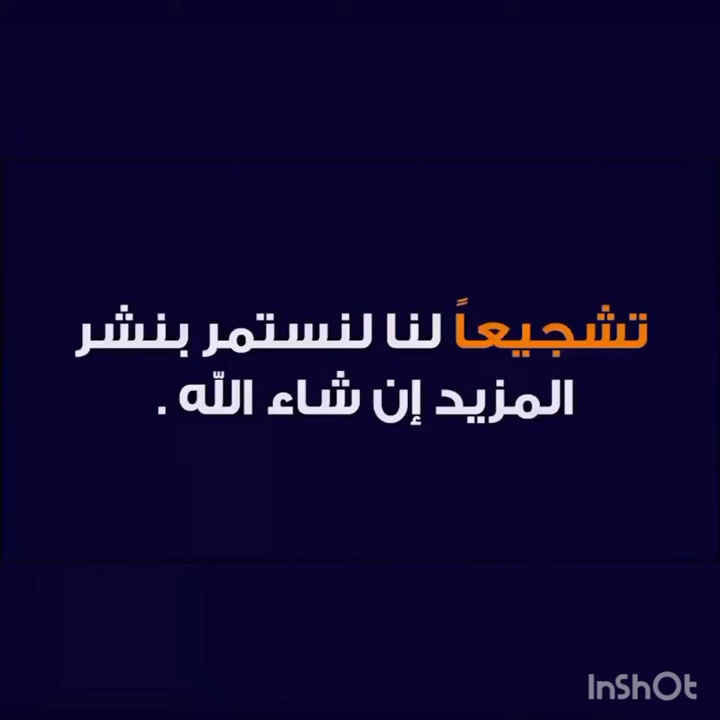 تشجيعاً لنا لنستمر بنشر
المزيد إن شاء الله .
InShOt